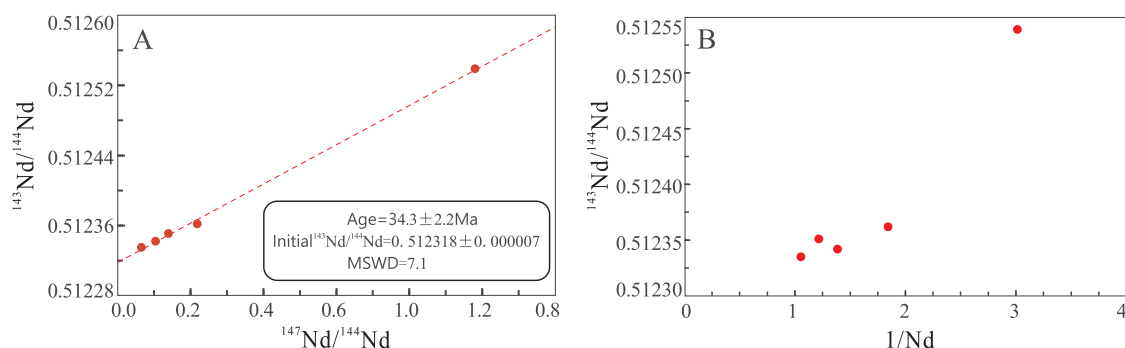 A
0.51260
0.51252
0.51244
0.51236
0.51228
¹⁴³Nd/¹⁴⁴Nd
Age=34.3±2.2Ma
Initial¹⁴³Nd/¹⁴⁴Nd=0. 512318±0. 000007
MSWD=7.1
0.0 0.2 0.4 0.6 1.0 1.2 0.8
¹⁴⁷Nd/¹⁴⁴Nd
B
0.51255
0.51250
0.51245
0.51240
0.51235
0.51230
¹⁴³Nd/¹⁴⁴Nd
0 1 2 3 4
1/Nd